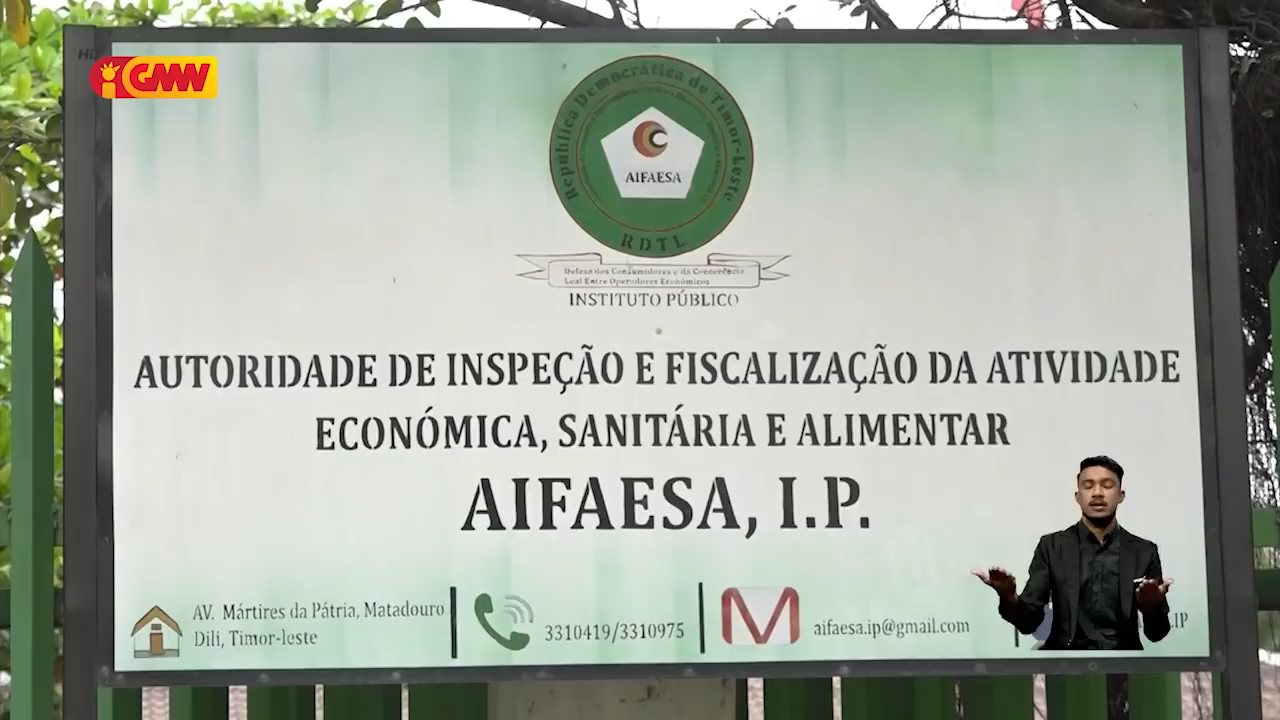 HD
GMN
República Democrática de Timor-Leste
AIFAESA
RDTL
Defesa dos Consumidores e da Concorrência
Leal Entre Operadores Económicos
INSTITUTO PÚBLICO
AUTORIDADE DE INSPEÇÃO E FISCALIZAÇÃO DA ATIVIDADE
ECONÓMICA, SANITÁRIA E ALIMENTAR
AIFAESA, I.P.
AV. Mártires da Pátria, Matadouro
Dili, Timor-leste
3310419/3310975
aifaesa.ip@gmail.com
.IP